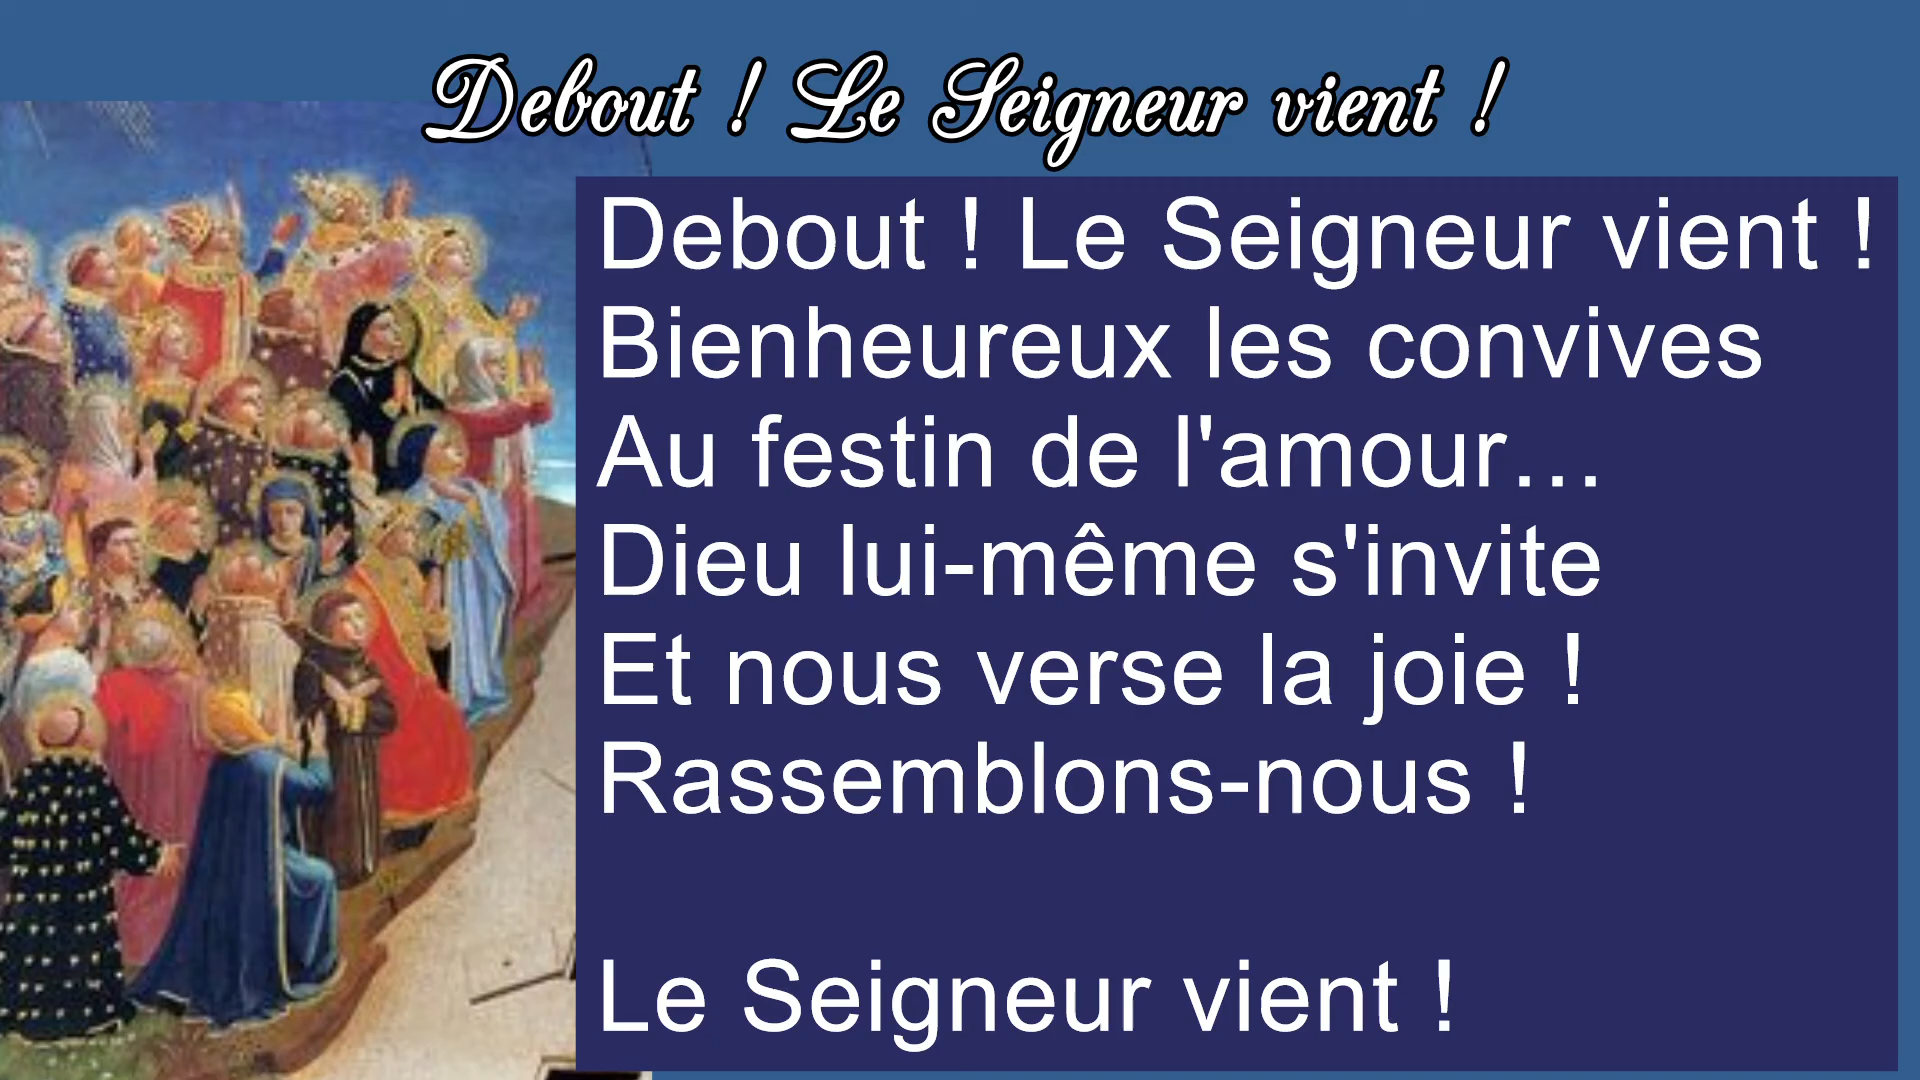 Debout ! Le Seigneur vient !
Debout ! Le Seigneur vient !
Bienheureux les convives
Au festin de l'amour...
Dieu lui-même s'invite
Et nous verse la joie !
Rassemblons-nous !
Le Seigneur vient !